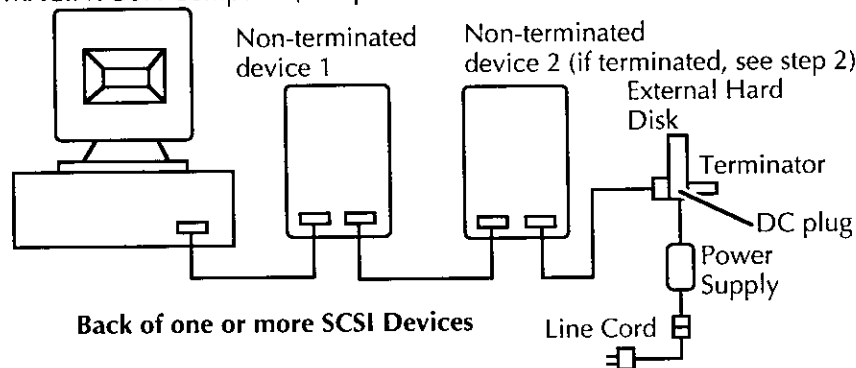 Non-terminated
device 1
Non-terminated
device 2 (if terminated, see step 2)
External Hard
Disk
Terminator
DC plug
Power
Supply
Line Cord
Back of one or more SCSI Devices